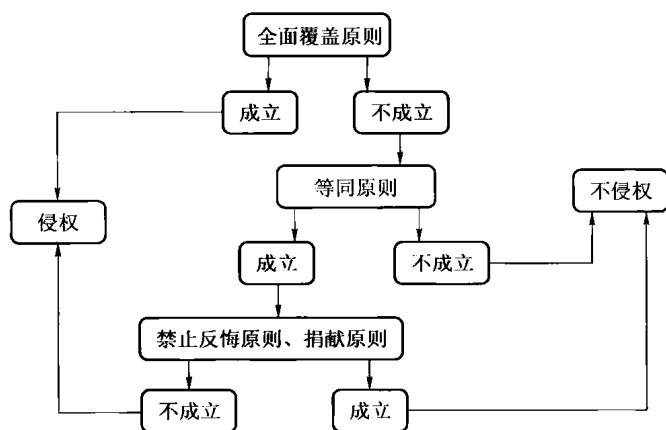 全面覆盖原则
成立
不成立
等同原则
不侵权
侵权
成立
不成立
禁止反悔原则、捐献原则
不成立
成立